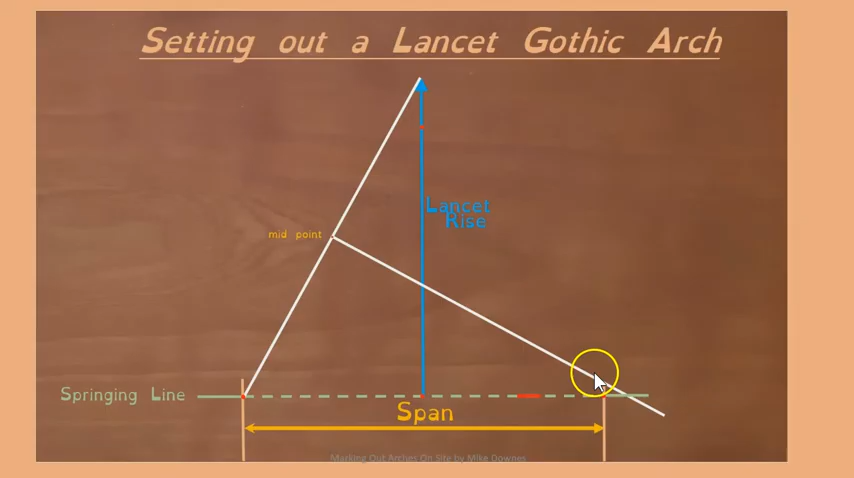 Setting out a Lancet Gothic Arch
Lancet
Rise
mid point
Springing Line
Span
Marking Out Arches On Site by Mike Downes